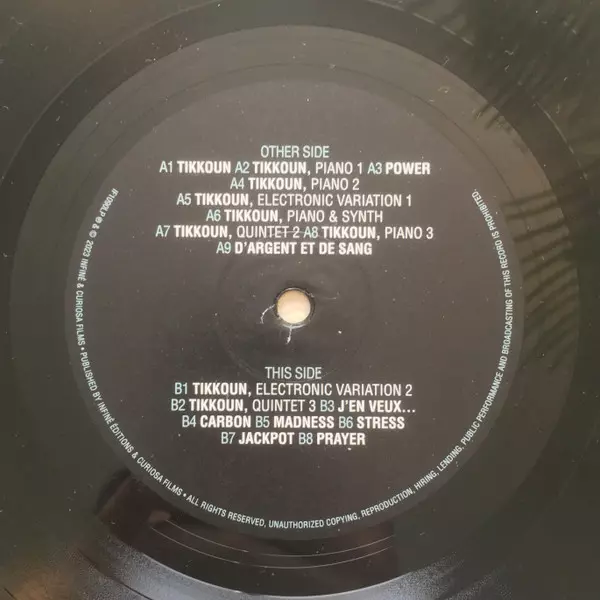 OTHER SIDE
A1 TIKKOUN A2 TIKKOUN, PIANO 1 A3 POWER
A4 TIKKOUN, PIANO 2
A5 TIKKOUN, ELECTRONIC VARIATION 1
A6 TIKKOUN, PIANO & SYNTH
A7 TIKKOUN, QUINTET 2 A8 TIKKOUN, PIANO 3
A9 D'ARGENT ET DE SANG
THIS SIDE
B1 TIKKOUN, ELECTRONIC VARIATION 2
B2 TIKKOUN, QUINTET 3 B3 J'EN VEUX...
B4 CARBON B5 MADNESS B6 STRESS
B7 JACKPOT B8 PRAYER
℗ & © 2023 INFINÉ & CURIOSA FILMS • PUBLISHED BY INFINÉ ÉDITIONS & CURIOSA FILMS • ALL RIGHTS RESERVED, UNAUTHORIZED COPYING, REPRODUCTION, HIRING, LENDING, PUBLIC PERFORMANCE AND BROADCASTING OF THIS RECORD IS PROHIBITED.